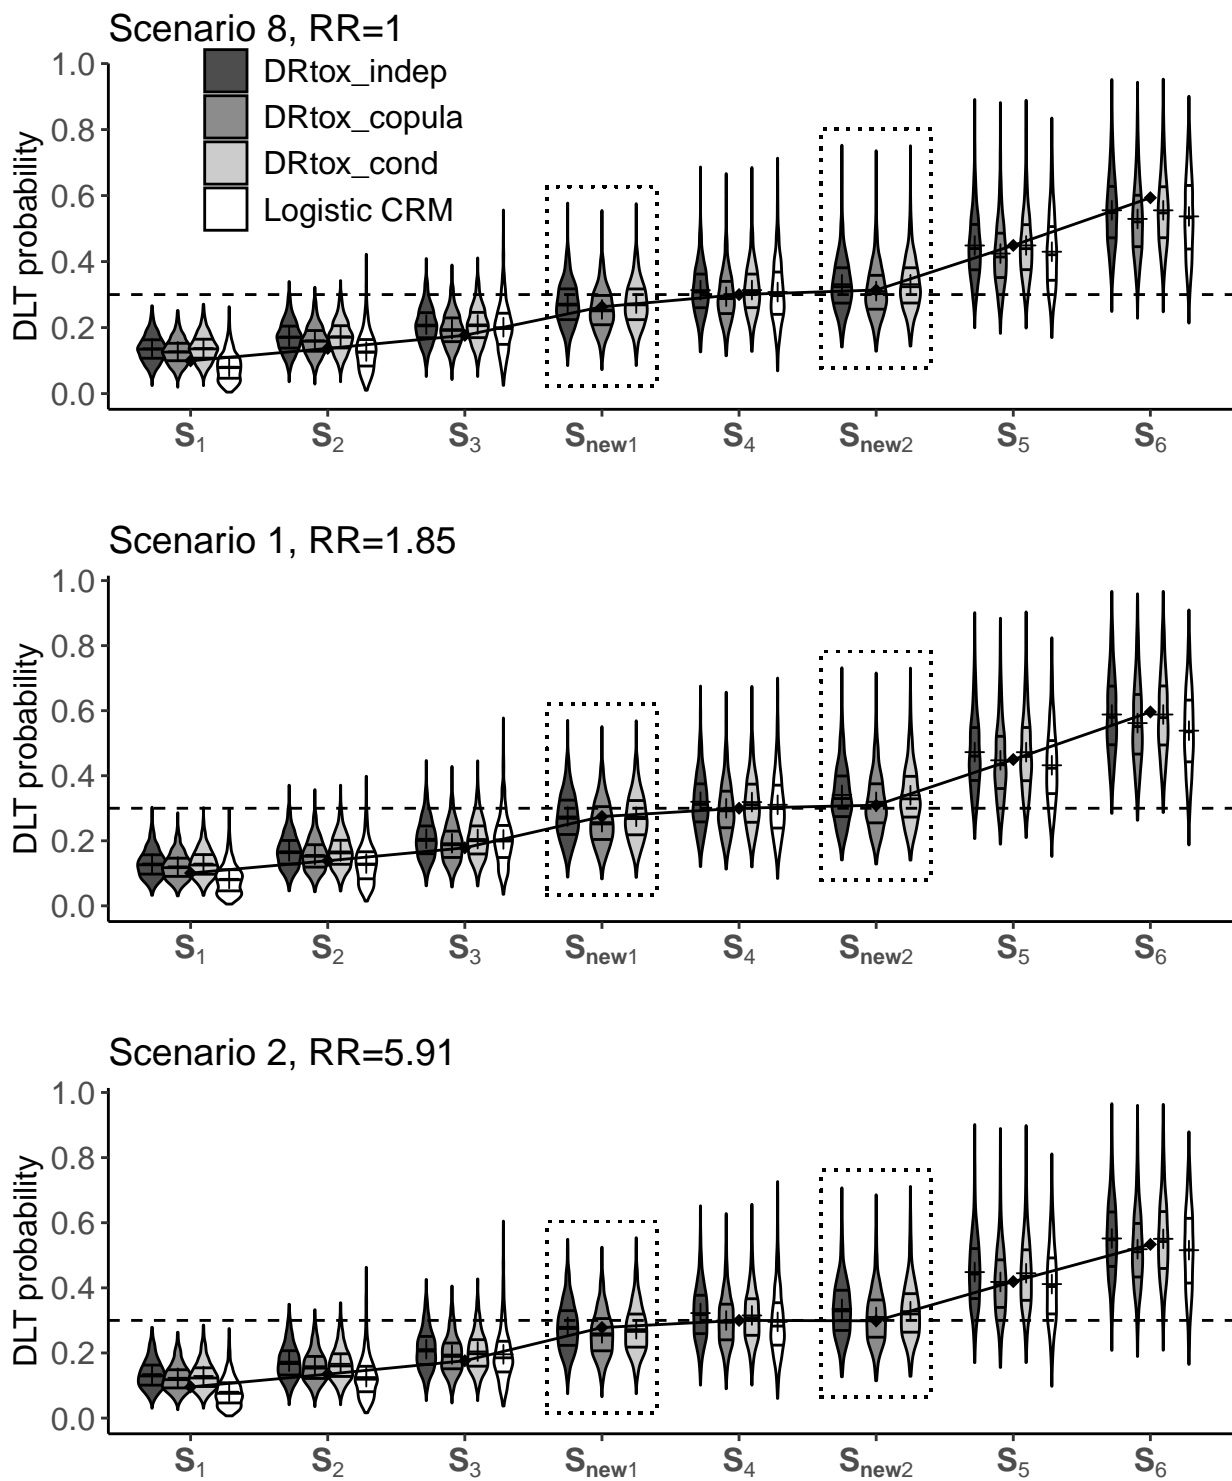 Scenario 8, RR=1
DRtox_indep
DRtox_copula
DRtox_cond
Logistic CRM
DLT probability
1.0
0.8
0.6
0.4
0.2
0.0
S1 S2 S3 Snew1 S4 Snew2 S5 S6
Scenario 1, RR=1.85
DLT probability
1.0
0.8
0.6
0.4
0.2
0.0
S1 S2 S3 Snew1 S4 Snew2 S5 S6
Scenario 2, RR=5.91
DLT probability
1.0
0.8
0.6
0.4
0.2
0.0
S1 S2 S3 Snew1 S4 Snew2 S5 S6